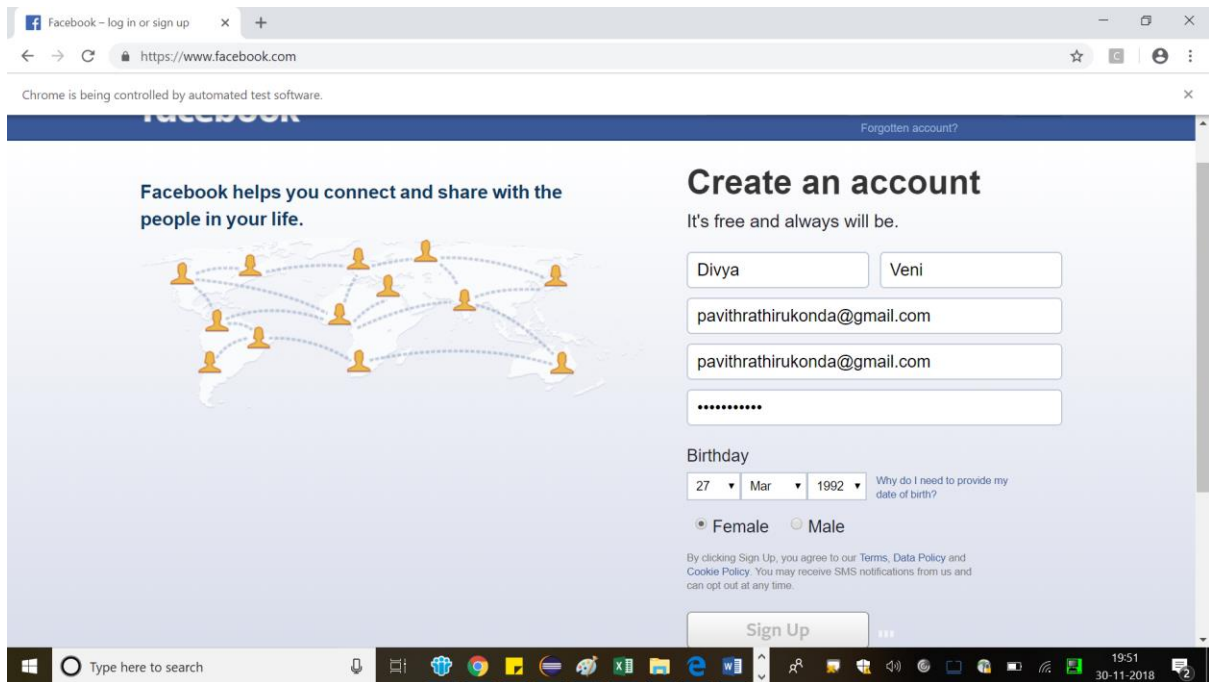 Facebook – log in or sign up
https://www.facebook.com
Chrome is being controlled by automated test software.
facebook
Forgotten account?
Facebook helps you connect and share with the
people in your life.
Create an account
It's free and always will be.
Divya Veni
pavithrathirukonda@gmail.com
pavithrathirukonda@gmail.com
•••••••••••
Birthday
27 Mar 1992
Why do I need to provide my
date of birth?
Female Male
By clicking Sign Up, you agree to our Terms, Data Policy and
Cookie Policy. You may receive SMS notifications from us and
can opt out at any time.
Sign Up
Type here to search
19:51
30-11-2018
2